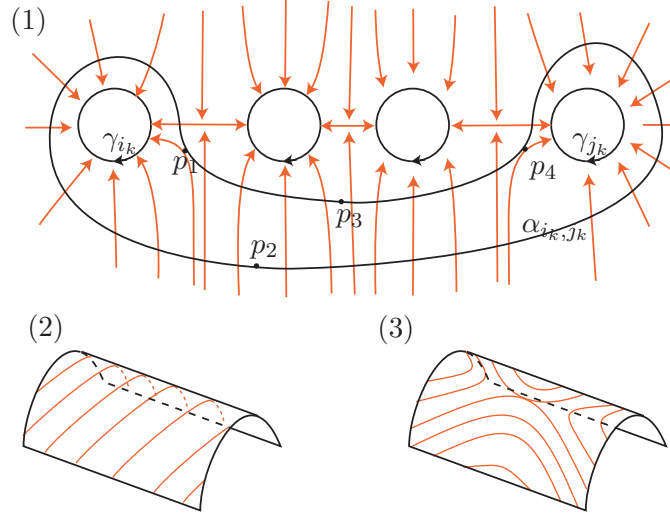 (1)
γ_{i_k} γ_{j_k}
p_1 p_4
p_3
α_{i_k,j_k}
p_2
(2) (3)